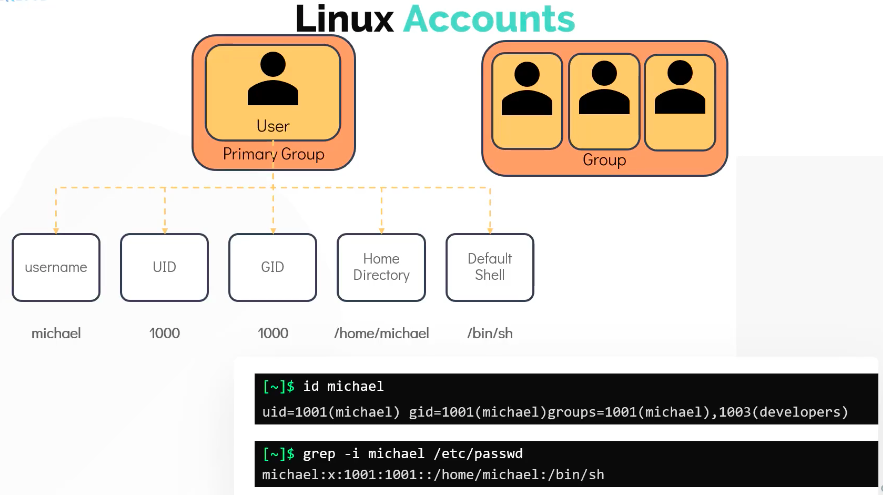 Linux Accounts
User
Primary Group
Group
username
UID
GID
Home
Directory
Default
Shell
michael
1000
1000
/home/michael
/bin/sh
[~]$ id michael
uid=1001(michael) gid=1001(michael)groups=1001(michael),1003(developers)
[~]$ grep -i michael /etc/passwd
michael:x:1001:1001::/home/michael:/bin/sh